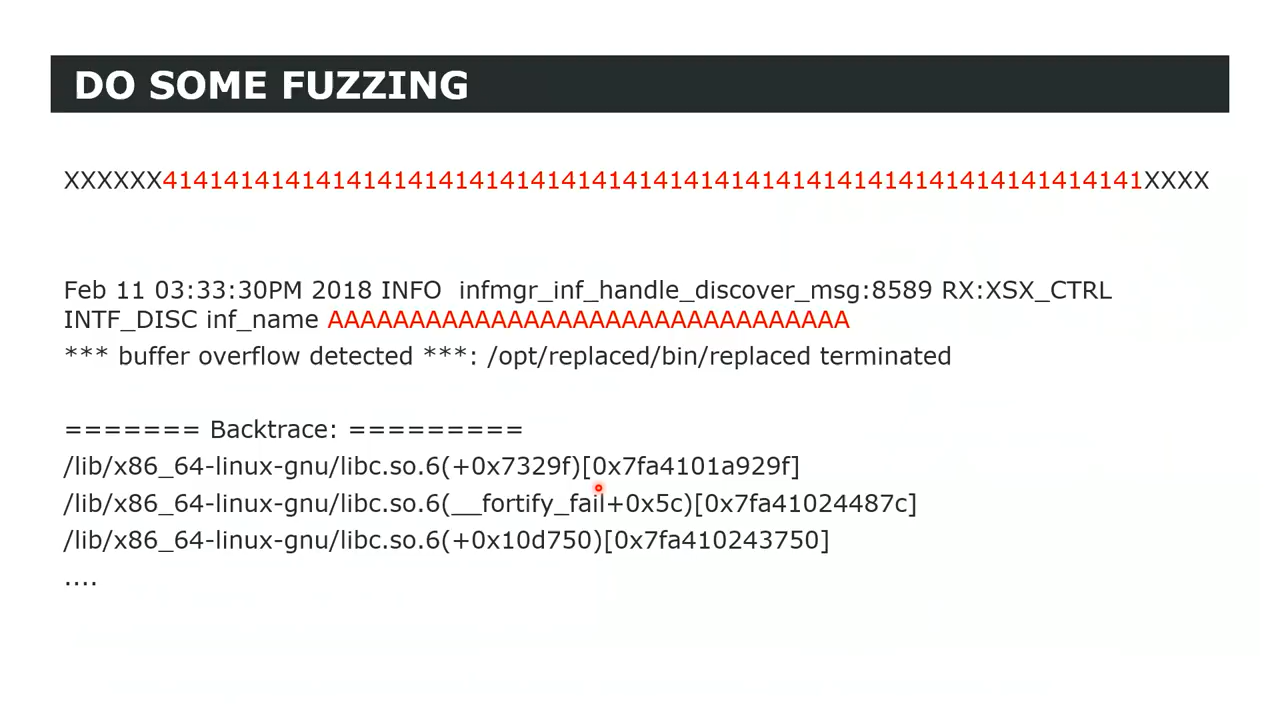 DO SOME FUZZING
XXXXXX4141414141414141414141414141414141414141414141414141414141414141XXXX
Feb 11 03:33:30PM 2018 INFO  infmgr_inf_handle_discover_msg:8589 RX:XSX_CTRL
INTF_DISC inf_name AAAAAAAAAAAAAAAAAAAAAAAAAAAAAAAA
*** buffer overflow detected ***: /opt/replaced/bin/replaced terminated
======= Backtrace: =========
/lib/x86_64-linux-gnu/libc.so.6(+0x7329f)[0x7fa4101a929f]
/lib/x86_64-linux-gnu/libc.so.6(__fortify_fail+0x5c)[0x7fa41024487c]
/lib/x86_64-linux-gnu/libc.so.6(+0x10d750)[0x7fa410243750]
....